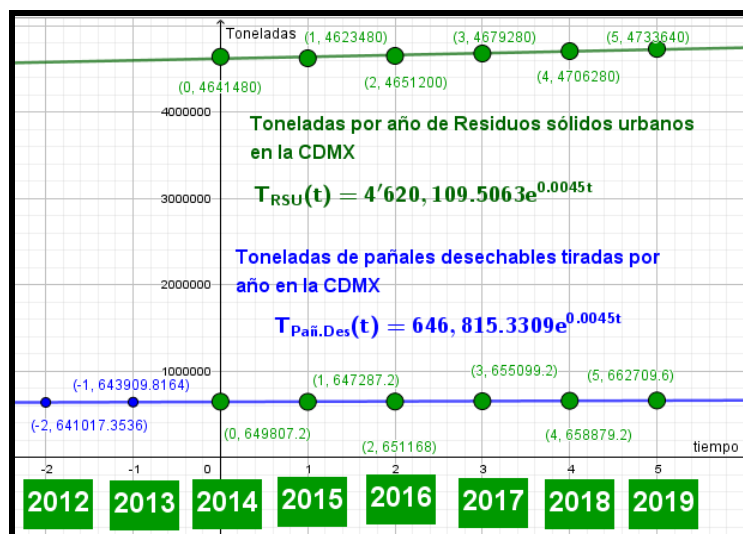 Toneladas
(0, 4641480)
(1, 4623480)
(2, 4651200)
(3, 4679280)
(4, 4706280)
(5, 4733640)
4000000
Toneladas por año de Residuos sólidos urbanos
en la CDMX
T_RSU(t) = 4′620,109.5063e^0.0045t
3000000
Toneladas de pañales desechables tiradas por
año en la CDMX
2000000
T_Pañ.Des(t) = 646,815.3309e^0.0045t
1000000
(-2, 641017.3536)
(-1, 643909.8164)
(0, 649807.2)
(1, 647287.2)
(2, 651168)
(3, 655099.2)
(4, 658879.2)
(5, 662709.6)
tiempo
-2 -1 0 1 2 3 4 5
2012 2013 2014 2015 2016 2017 2018 2019